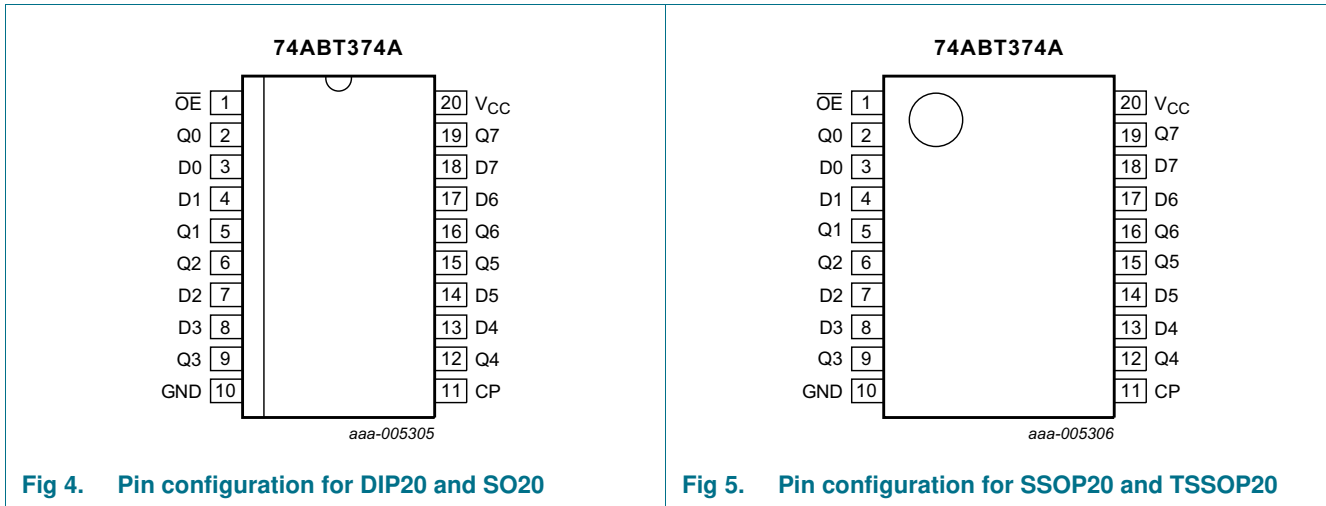 74ABT374A
OE 1 20 VCC
Q0 2 19 Q7
D0 3 18 D7
D1 4 17 D6
Q1 5 16 Q6
Q2 6 15 Q5
D2 7 14 D5
D3 8 13 D4
Q3 9 12 Q4
GND 10 11 CP
aaa-005305
Fig 4. Pin configuration for DIP20 and SO20
74ABT374A
OE 1 20 VCC
Q0 2 19 Q7
D0 3 18 D7
D1 4 17 D6
Q1 5 16 Q6
Q2 6 15 Q5
D2 7 14 D5
D3 8 13 D4
Q3 9 12 Q4
GND 10 11 CP
aaa-005306
Fig 5. Pin configuration for SSOP20 and TSSOP20